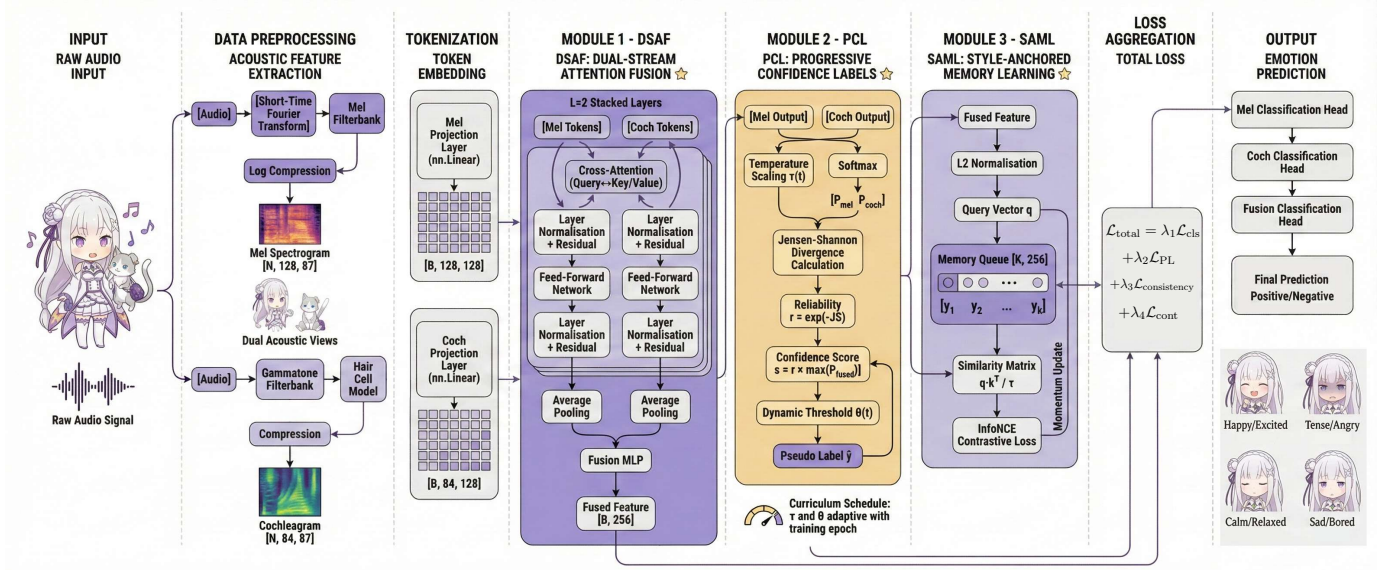 INPUT
RAW AUDIO
INPUT
Raw Audio Signal
DATA PREPROCESSING
ACOUSTIC FEATURE
EXTRACTION
[Audio]
[Short-Time
Fourier
Transform]
Mel
Filterbank
Log Compression
Mel Spectrogram
[N, 128, 87]
Dual Acoustic Views
[Audio]
Gammatone
Filterbank
Hair
Cell
Model
Compression
Cochleagram
[N, 84, 87]
TOKENIZATION
TOKEN
EMBEDDING
Mel
Projection
Layer
(nn.Linear)
[B, 128, 128]
Coch
Projection
Layer
(nn.Linear)
[B, 84, 128]
MODULE 1 - DSAF
DSAF: DUAL-STREAM
ATTENTION FUSION
L=2 Stacked Layers
[Mel Tokens]
[Coch Tokens]
Cross-Attention
(Query↔Key/Value)
Layer
Normalisation
+ Residual
Layer
Normalisation
+ Residual
Feed-Forward
Network
Feed-Forward
Network
Layer
Normalisation
+ Residual
Layer
Normalisation
+ Residual
Average
Pooling
Average
Pooling
Fusion MLP
Fused Feature
[B, 256]
MODULE 2 - PCL
PCL: PROGRESSIVE
CONFIDENCE LABELS
[Mel Output]
[Coch Output]
Temperature
Scaling τ(t)
Softmax
[P_mel P_coch]
Jensen-Shannon
Divergence
Calculation
Reliability
r = exp(-JS)
Confidence Score
s = r × max(P_fused)]
Dynamic Threshold θ(t)
Pseudo Label ŷ
Curriculum Schedule:
τ and θ adaptive with
training epoch
MODULE 3 - SAML
SAML: STYLE-ANCHORED
MEMORY LEARNING
Fused Feature
L2 Normalisation
Query Vector q
Memory Queue [K, 256]
...
[y₁ y₂ ... yₖ]
Similarity Matrix
q·kᵀ / τ
InfoNCE
Contrastive Loss
Momentum Update
LOSS
AGGREGATION
TOTAL LOSS
ℒ_total = λ₁ℒ_cls
+λ₂ℒ_PL
+λ₃ℒ_consistency
+λ₄ℒ_cont
OUTPUT
EMOTION
PREDICTION
Mel Classification Head
Coch Classification
Head
Fusion Classification
Head
Final Prediction
Positive/Negative
Happy/Excited
Tense/Angry
Calm/Relaxed
Sad/Bored